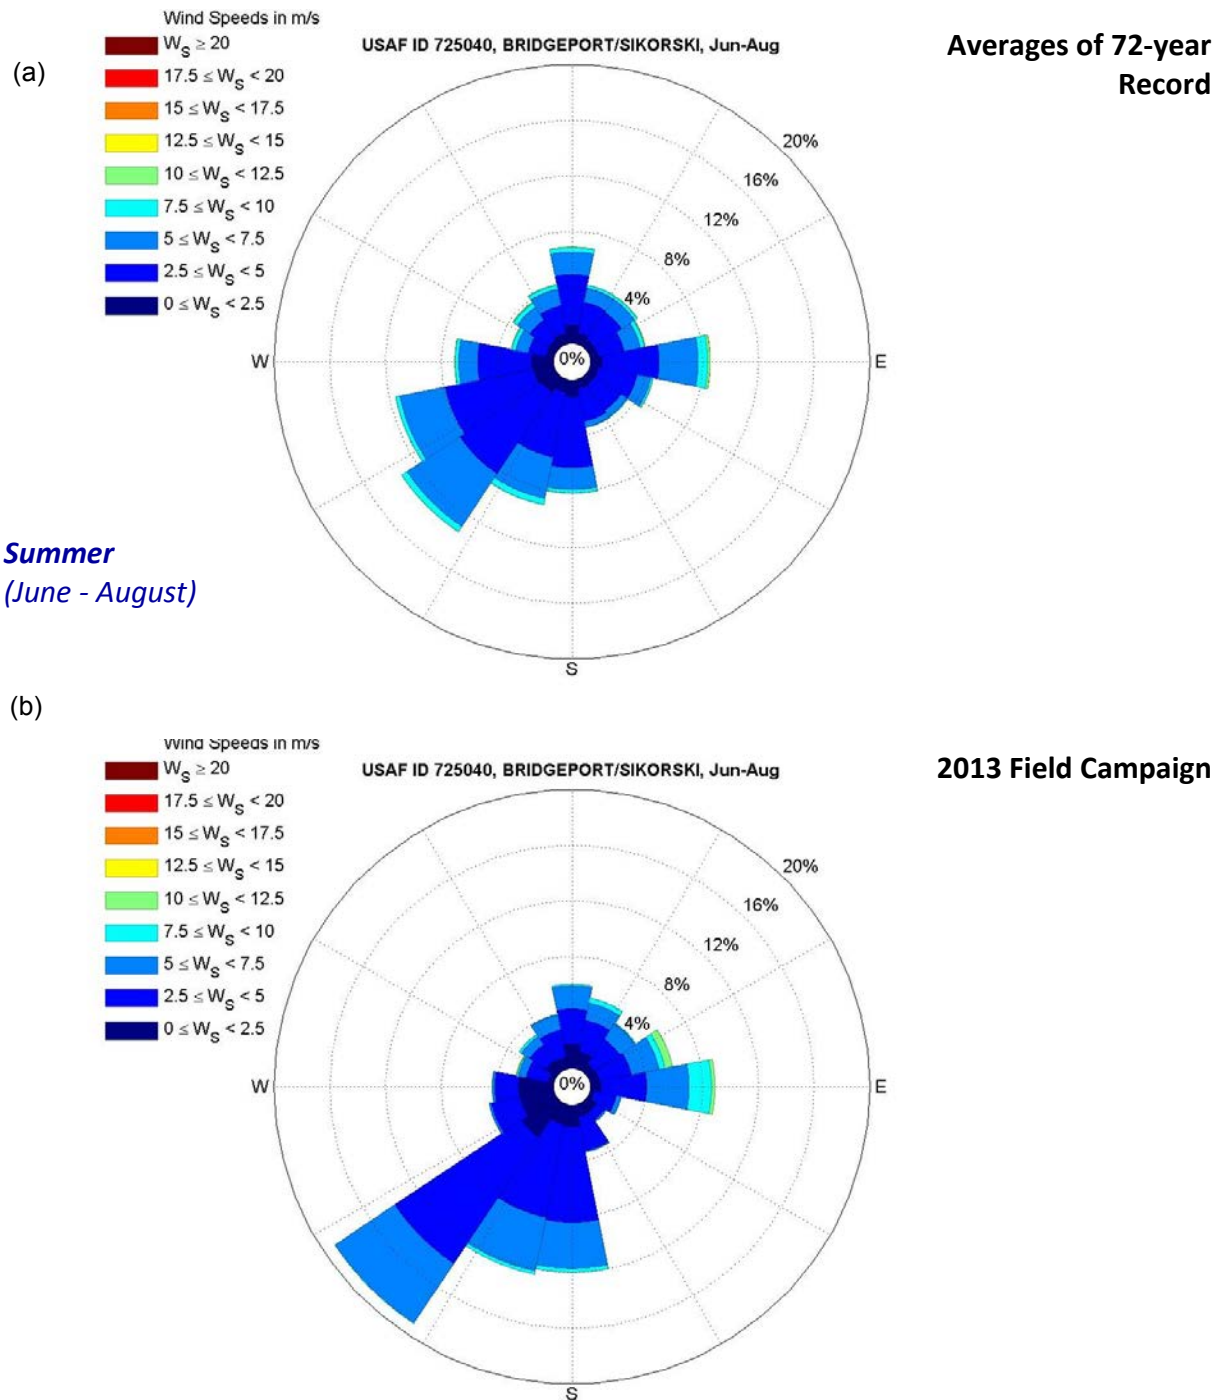 Wind Speeds in m/s
W_S ≥ 20
17.5 ≤ W_S < 20
15 ≤ W_S < 17.5
12.5 ≤ W_S < 15
10 ≤ W_S < 12.5
7.5 ≤ W_S < 10
5 ≤ W_S < 7.5
2.5 ≤ W_S < 5
0 ≤ W_S < 2.5
(a)
USAF ID 725040, BRIDGEPORT/SIKORSKI, Jun-Aug
Averages of 72-year
Record
20%
16%
12%
8%
4%
0%
W
E
S
Summer
(June - August)
(b)
Wind Speeds in m/s
W_S ≥ 20
17.5 ≤ W_S < 20
15 ≤ W_S < 17.5
12.5 ≤ W_S < 15
10 ≤ W_S < 12.5
7.5 ≤ W_S < 10
5 ≤ W_S < 7.5
2.5 ≤ W_S < 5
0 ≤ W_S < 2.5
USAF ID 725040, BRIDGEPORT/SIKORSKI, Jun-Aug
2013 Field Campaign
20%
16%
12%
8%
4%
0%
W
E
S